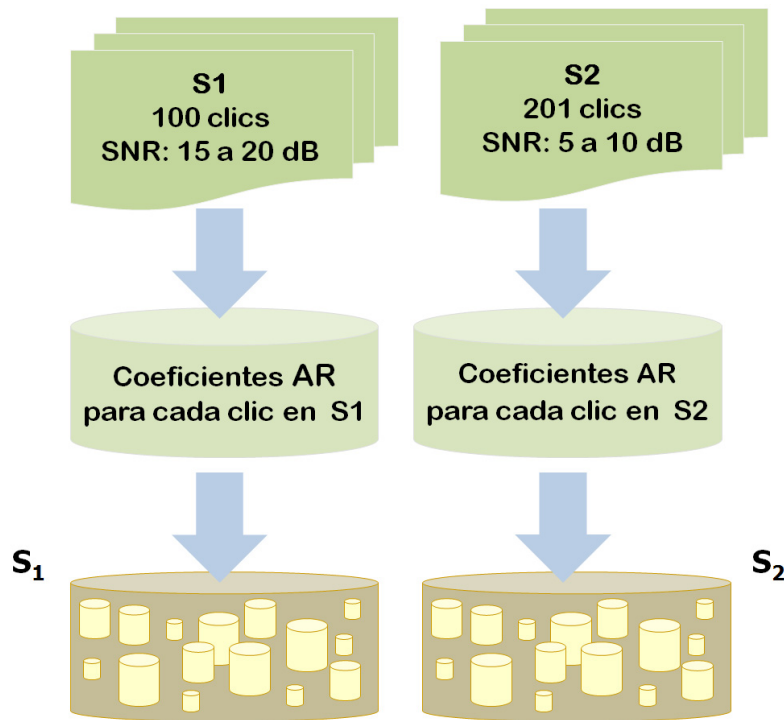 S1
100 clics
SNR: 15 a 20 dB
S2
201 clics
SNR: 5 a 10 dB
Coeficientes AR
para cada clic en S1
Coeficientes AR
para cada clic en S2
S₁
S₂